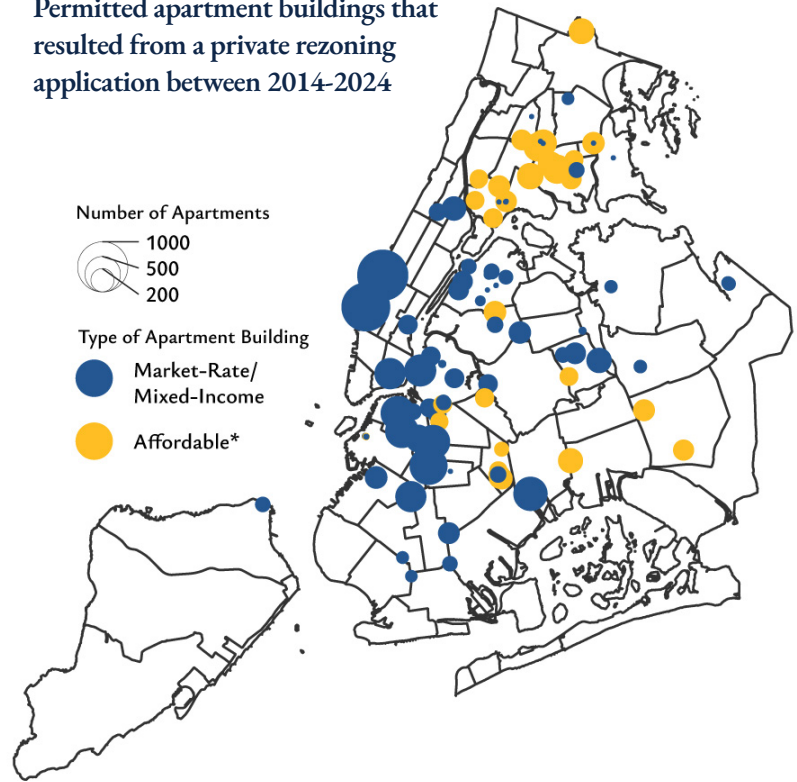 Permitted apartment buildings that
resulted from a private rezoning
application between 2014-2024
Number of Apartments
1000
500
200
Type of Apartment Building
Market-Rate/
Mixed-Income
Affordable*